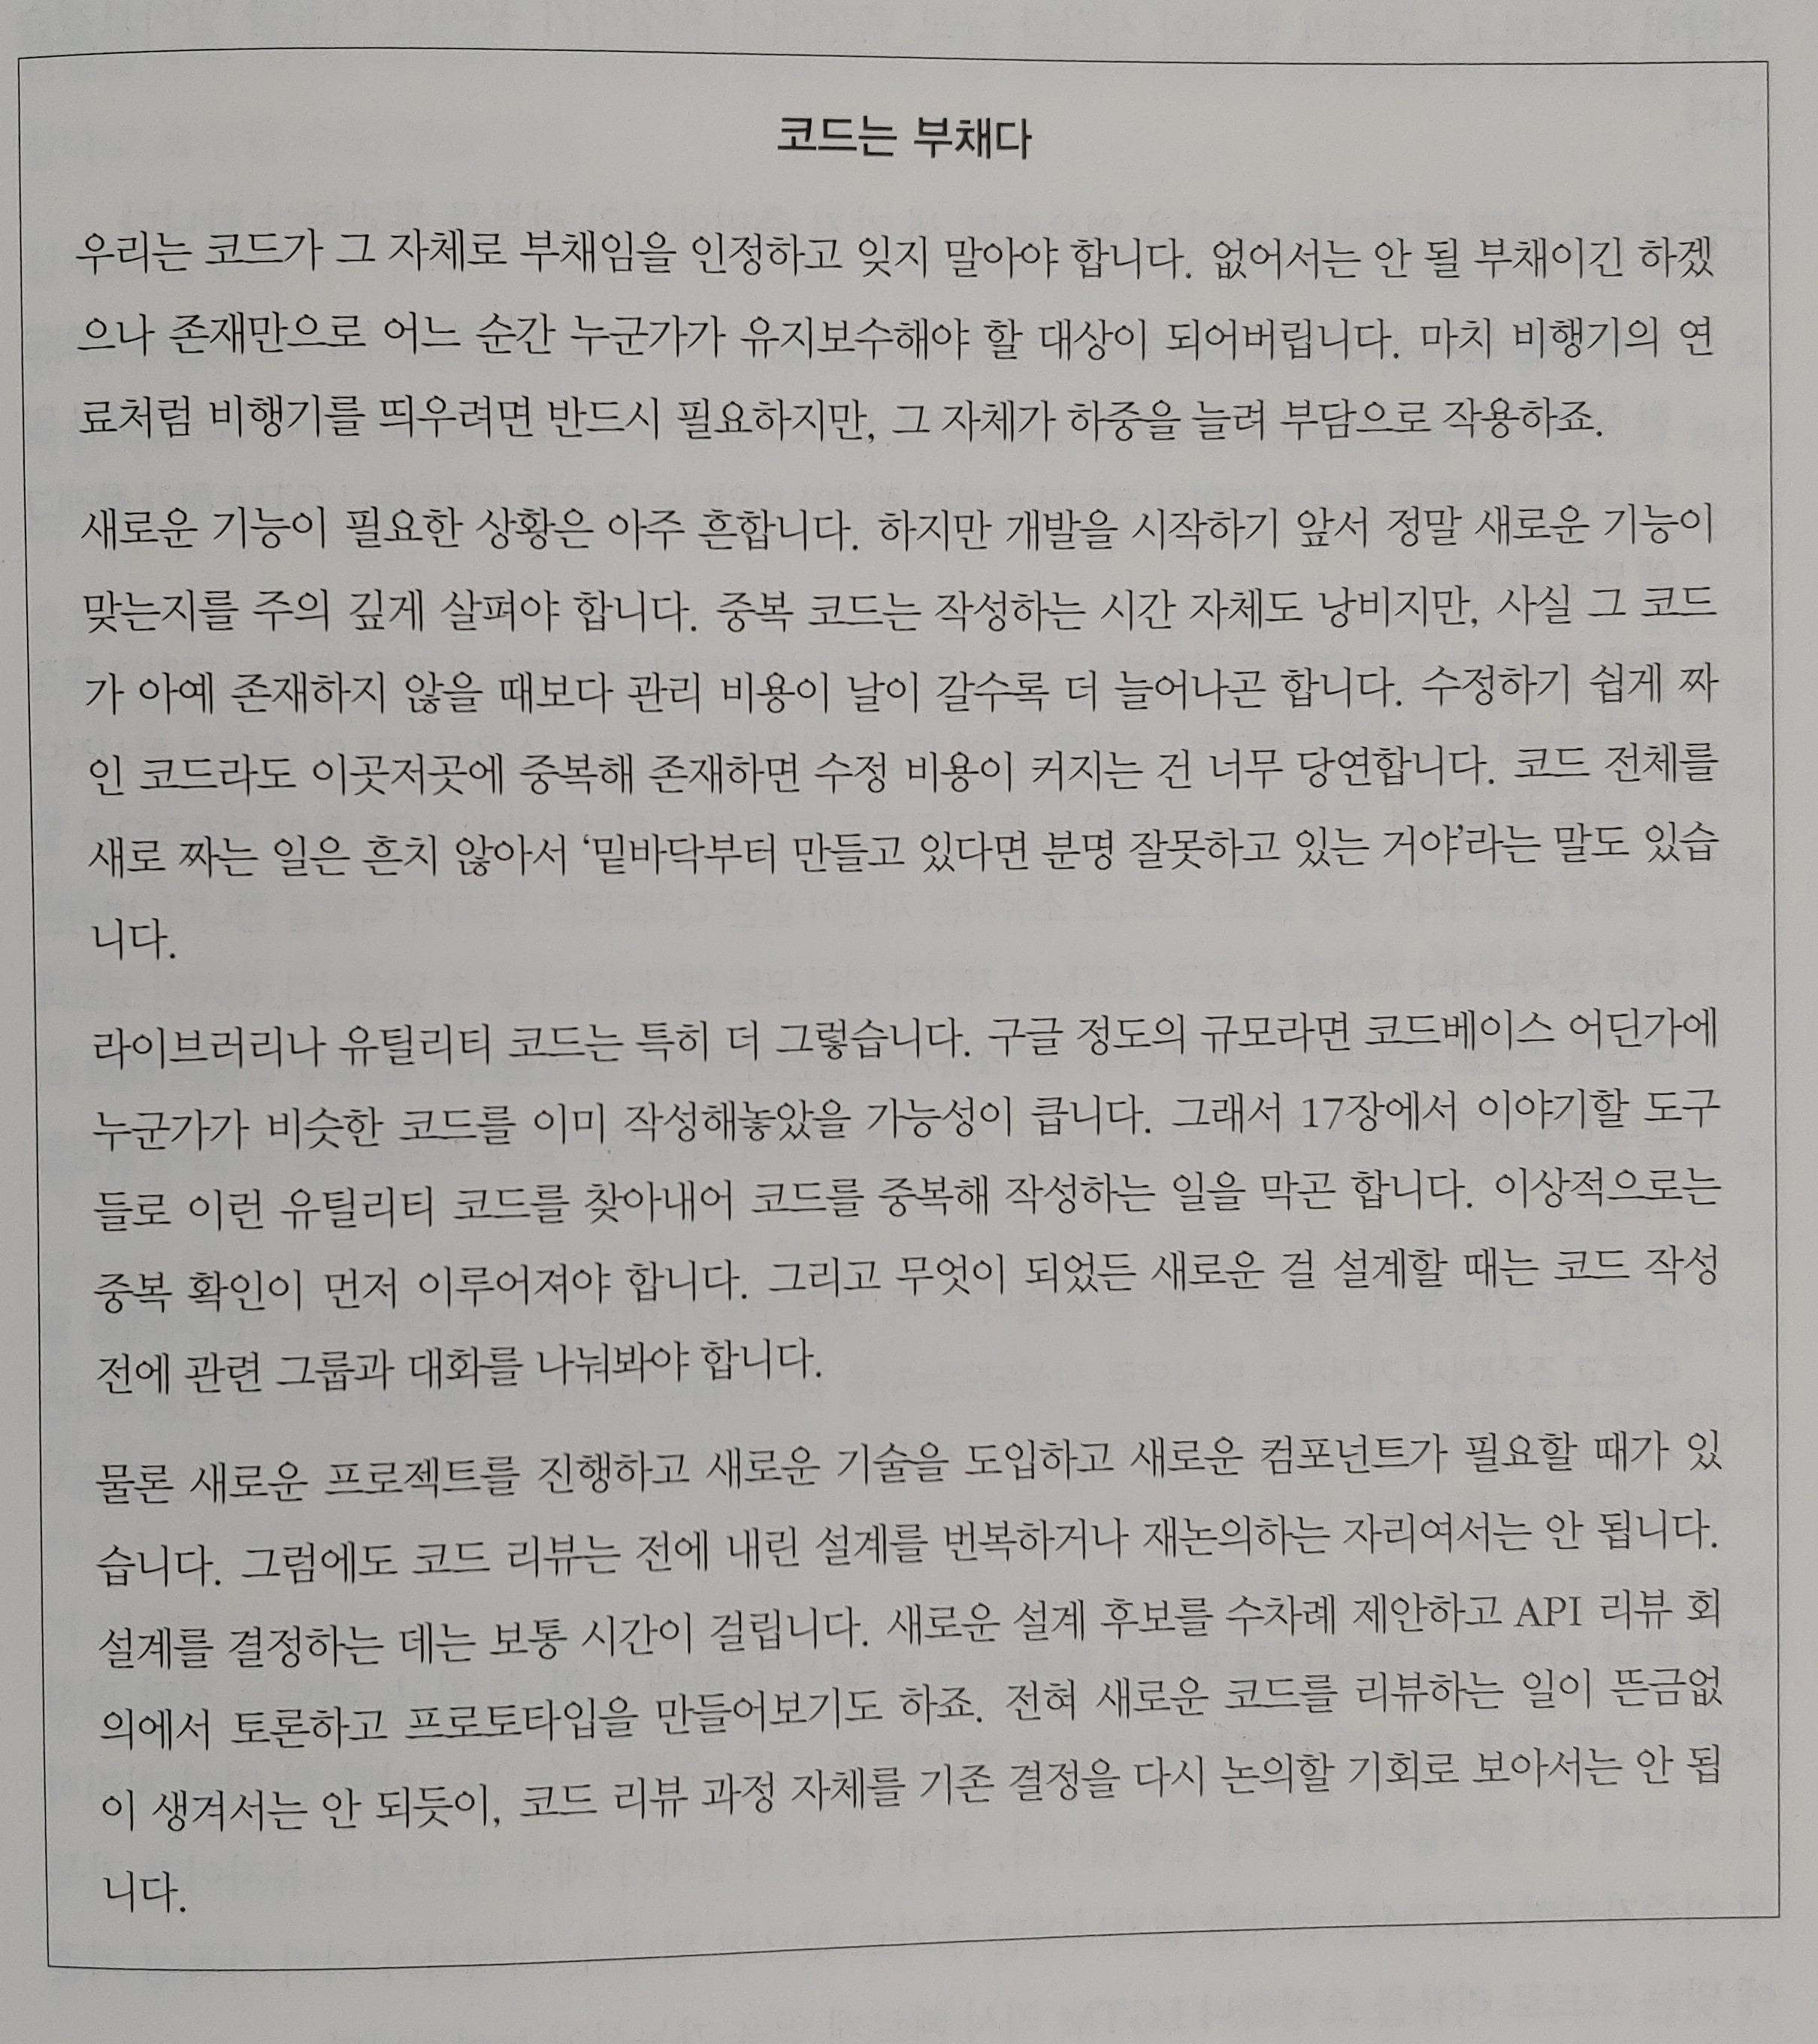 코드는 부채다
우리는 코드가 그 자체로 부채임을 인정하고 잊지 말아야 합니다. 없어서는 안 될 부채이긴 하겠
으나 존재만으로 어느 순간 누군가가 유지보수해야 할 대상이 되어버립니다. 마치 비행기의 연
료처럼 비행기를 띄우려면 반드시 필요하지만, 그 자체가 하중을 늘려 부담으로 작용하죠.
새로운 기능이 필요한 상황은 아주 흔합니다. 하지만 개발을 시작하기 앞서 정말 새로운 기능이
맞는지를 주의 깊게 살펴야 합니다. 중복 코드는 작성하는 시간 자체도 낭비지만, 사실 그 코드
가 아예 존재하지 않을 때보다 관리 비용이 날이 갈수록 더 늘어나곤 합니다. 수정하기 쉽게 짜
인 코드라도 이곳저곳에 중복해 존재하면 수정 비용이 커지는 건 너무 당연합니다. 코드 전체를
새로 짜는 일은 흔치 않아서 ‘밑바닥부터 만들고 있다면 분명 잘못하고 있는 거야’라는 말도 있습
니다.
라이브러리나 유틸리티 코드는 특히 더 그렇습니다. 구글 정도의 규모라면 코드베이스 어딘가에
누군가가 비슷한 코드를 이미 작성해놓았을 가능성이 큽니다. 그래서 17장에서 이야기할 도구
들로 이런 유틸리티 코드를 찾아내어 코드를 중복해 작성하는 일을 막곤 합니다. 이상적으로는
중복 확인이 먼저 이루어져야 합니다. 그리고 무엇이 되었든 새로운 걸 설계할 때는 코드 작성
전에 관련 그룹과 대화를 나눠봐야 합니다.
물론 새로운 프로젝트를 진행하고 새로운 기술을 도입하고 새로운 컴포넌트가 필요할 때가 있
습니다. 그럼에도 코드 리뷰는 전에 내린 설계를 번복하거나 재논의하는 자리여서는 안 됩니다.
설계를 결정하는 데는 보통 시간이 걸립니다. 새로운 설계 후보를 수차례 제안하고 API 리뷰 회
의에서 토론하고 프로토타입을 만들어보기도 하죠. 전혀 새로운 코드를 리뷰하는 일이 뜬금없
이 생겨서는 안 되듯이, 코드 리뷰 과정 자체를 기존 결정을 다시 논의할 기회로 보아서는 안 됩
니다.